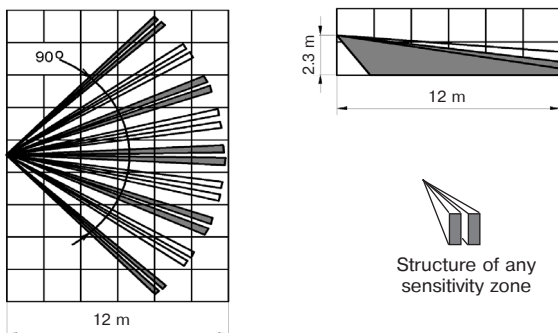 90°
12 m
2.3 m
12 m
Structure of any
sensitivity zone